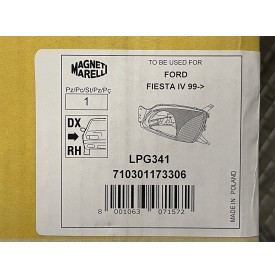 MAGNETI
MARELLI
TO BE USED FOR
FORD
FIESTA IV 99->
Pz/Pc/St/Pz/Pç
1
DX
RH
LPG341
710301173306
8 001063 071572
MADE IN POLAND